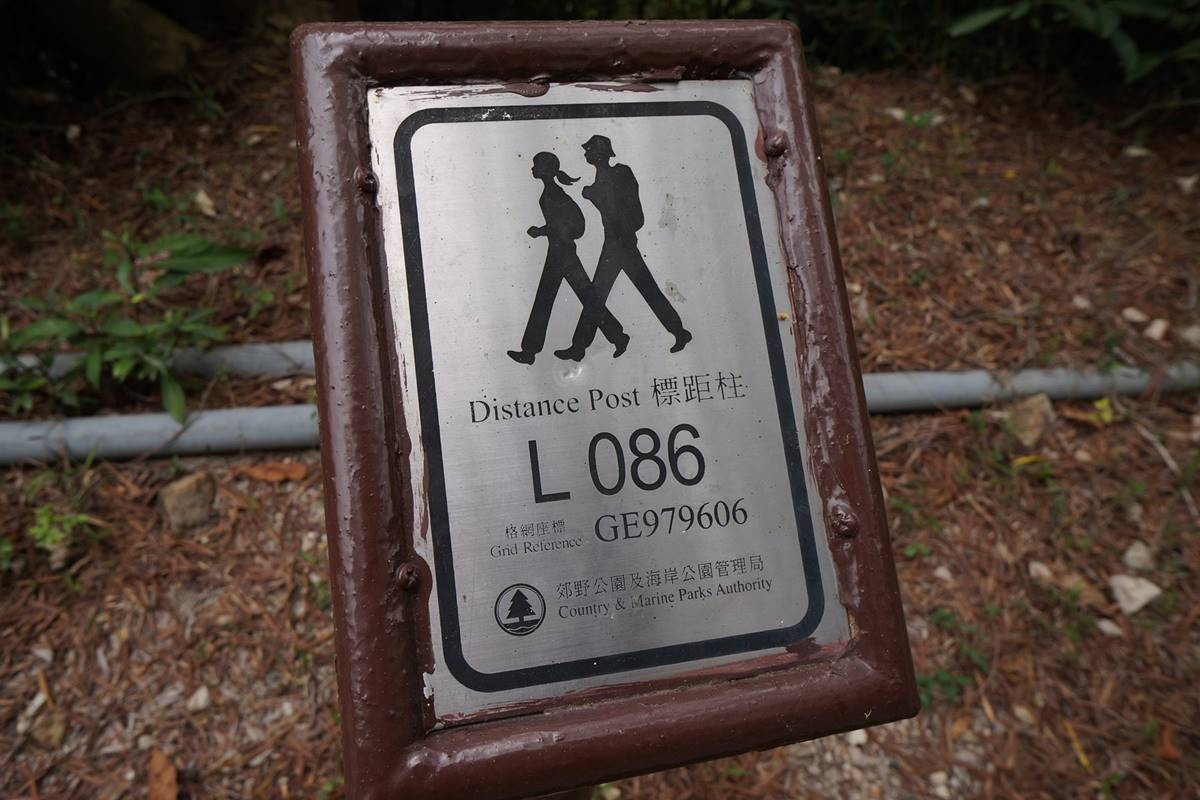 Distance Post 標距柱
L 086
格網座標
Grid Reference
GE979606
郊野公園及海岸公園管理局
Country & Marine Parks Authority